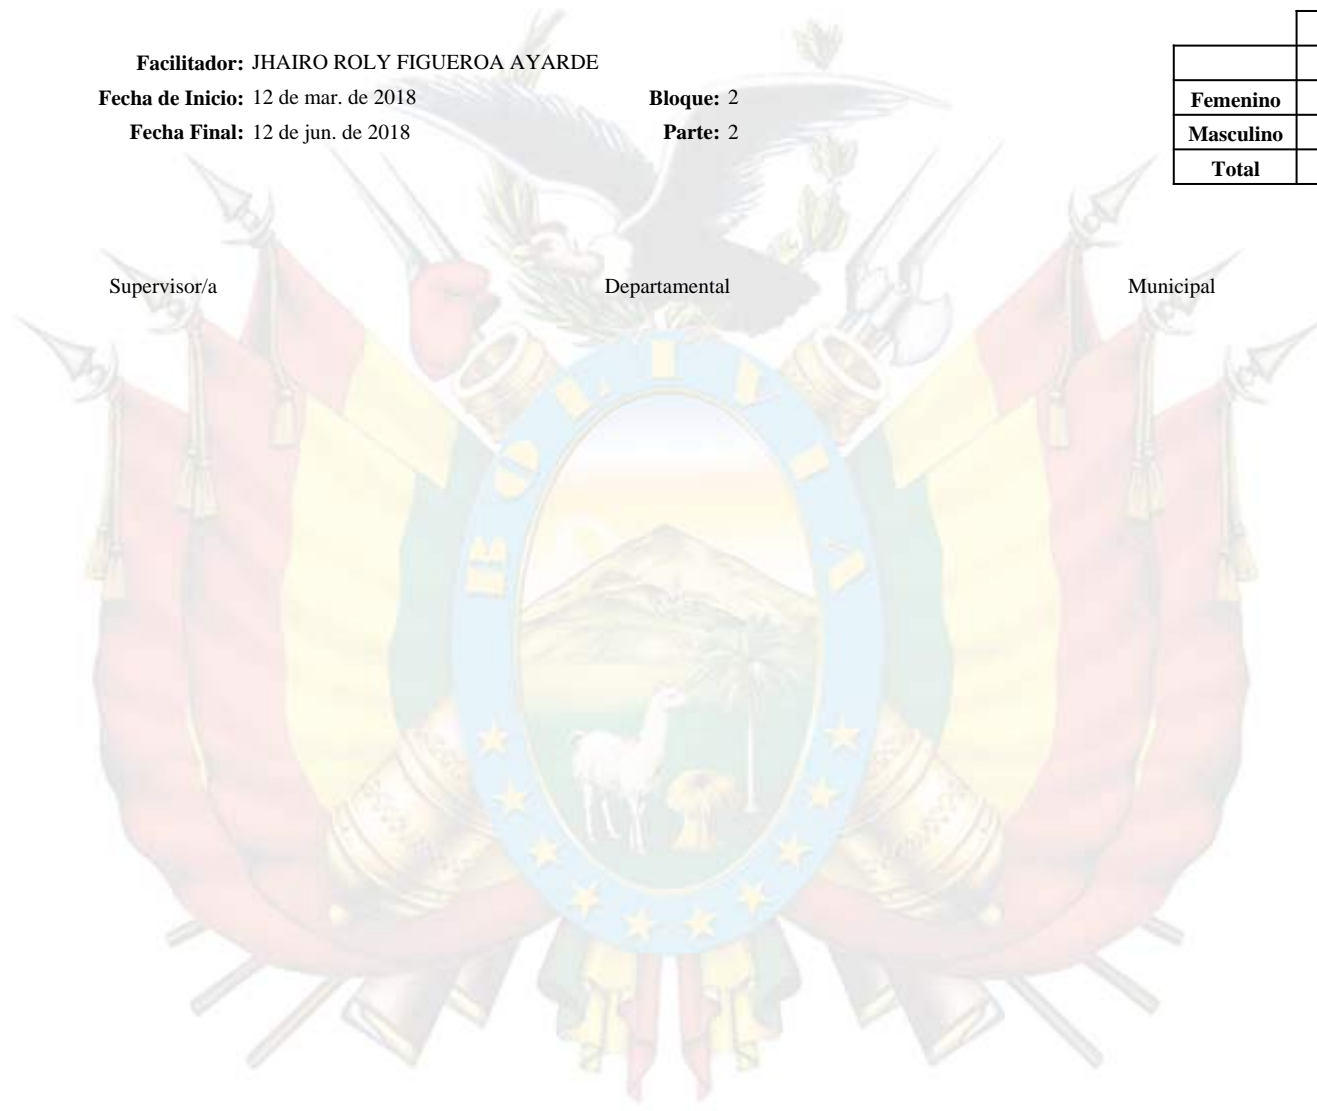 Facilitador: JHAIRO ROLY FIGUEROA AYARDE
Fecha de Inicio: 12 de mar. de 2018 Bloque: 2
Fecha Final: 12 de jun. de 2018 Parte: 2
Femenino
Masculino
Total
Supervisor/a Departamental Municipal
BOLIVIA